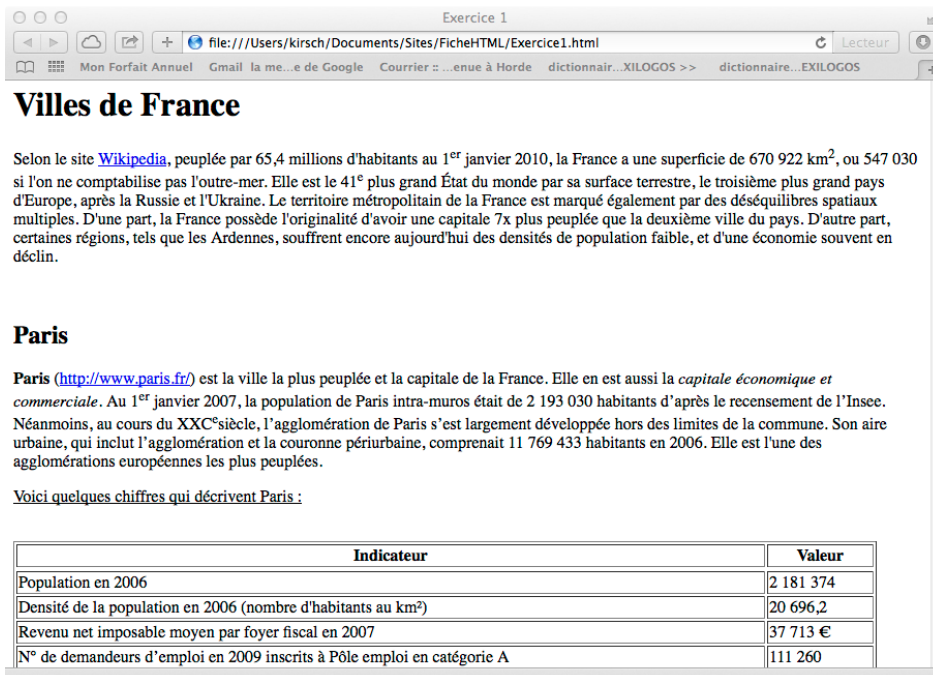 Exercice 1
file:///Users/kirsch/Documents/Sites/FicheHTML/Exercice1.html
Lecteur
Mon Forfait Annuel Gmail la me...e de Google Courrier :: ...enue à Horde dictionnair...XILOGOS >> dictionnaire...EXILOGOS
Villes de France
Selon le site Wikipedia, peuplée par 65,4 millions d'habitants au 1er janvier 2010, la France a une superficie de 670 922 km2, ou 547 030
si l'on ne comptabilise pas l'outre-mer. Elle est le 41e plus grand État du monde par sa surface terrestre, le troisième plus grand pays
d'Europe, après la Russie et l'Ukraine. Le territoire métropolitain de la France est marqué également par des déséquilibres spatiaux
multiples. D'une part, la France possède l'originalité d'avoir une capitale 7x plus peuplée que la deuxième ville du pays. D'autre part,
certaines régions, tels que les Ardennes, souffrent encore aujourd'hui des densités de population faible, et d'une économie souvent en
déclin.
Paris
Paris (http://www.paris.fr/) est la ville la plus peuplée et la capitale de la France. Elle en est aussi la capitale économique et
commerciale. Au 1er janvier 2007, la population de Paris intra-muros était de 2 193 030 habitants d’après le recensement de l’Insee.
Néanmoins, au cours du XXCesiècle, l’agglomération de Paris s’est largement développée hors des limites de la commune. Son aire
urbaine, qui inclut l’agglomération et la couronne périurbaine, comprenait 11 769 433 habitants en 2006. Elle est l'une des
agglomérations européennes les plus peuplées.
Voici quelques chiffres qui décrivent Paris :
Indicateur Valeur
Population en 2006 2 181 374
Densité de la population en 2006 (nombre d'habitants au km²) 20 696,2
Revenu net imposable moyen par foyer fiscal en 2007 37 713 €
N° de demandeurs d’emploi en 2009 inscrits à Pôle emploi en catégorie A 111 260